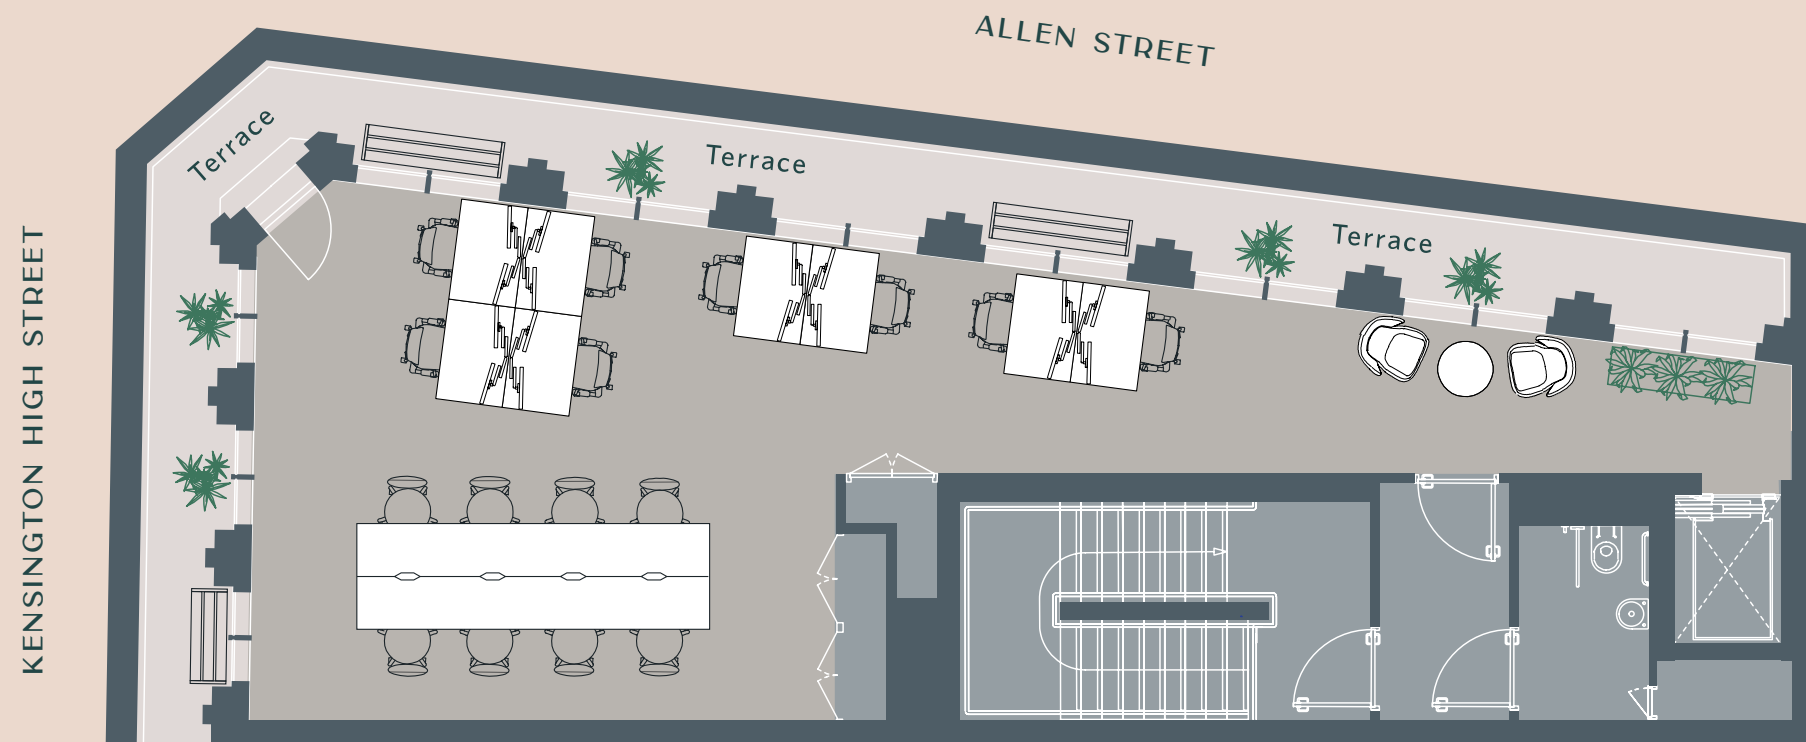 ALLEN STREET
Terrace
Terrace
Terrace
KENSINGTON HIGH STREET